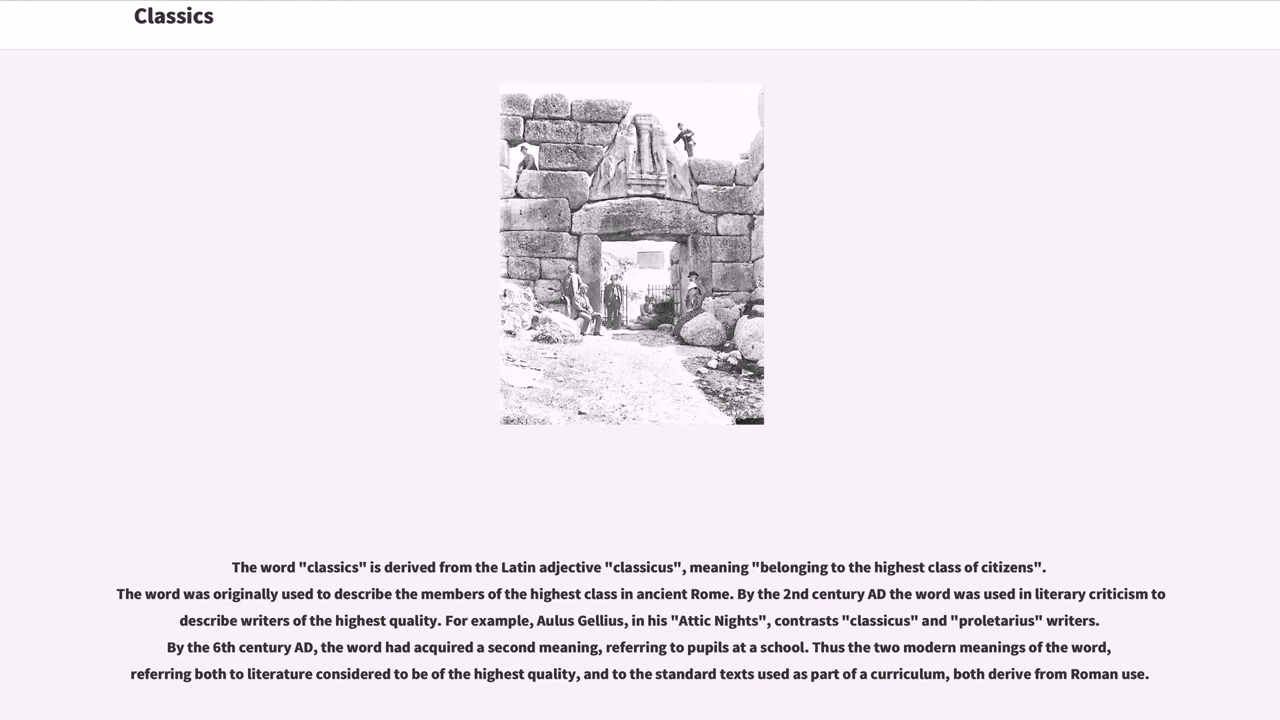 Classics
The word "classics" is derived from the Latin adjective "classicus", meaning "belonging to the highest class of citizens".
The word was originally used to describe the members of the highest class in ancient Rome. By the 2nd century AD the word was used in literary criticism to
describe writers of the highest quality. For example, Aulus Gellius, in his "Attic Nights", contrasts "classicus" and "proletarius" writers.
By the 6th century AD, the word had acquired a second meaning, referring to pupils at a school. Thus the two modern meanings of the word,
referring both to literature considered to be of the highest quality, and to the standard texts used as part of a curriculum, both derive from Roman use.